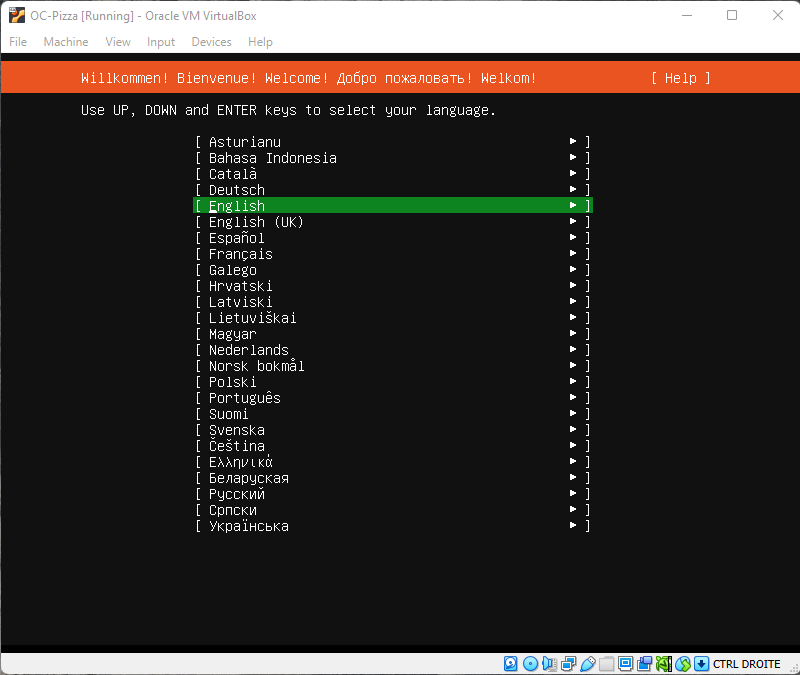 OC-Pizza [Running] - Oracle VM VirtualBox
File Machine View Input Devices Help
Willkommen! Bienvenue! Welcome! Добро пожаловать! Welkom! [ Help ]
Use UP, DOWN and ENTER keys to select your language.
[ Asturianu ► ]
[ Bahasa Indonesia ► ]
[ Català ► ]
[ Deutsch ► ]
[ English ► ]
[ English (UK) ► ]
[ Español ► ]
[ Français ► ]
[ Galego ► ]
[ Hrvatski ► ]
[ Latviski ► ]
[ Lietuviškai ► ]
[ Magyar ► ]
[ Nederlands ► ]
[ Norsk bokmål ► ]
[ Polski ► ]
[ Português ► ]
[ Suomi ► ]
[ Svenska ► ]
[ Čeština ► ]
[ Ελληνικά ► ]
[ Беларуская ► ]
[ Русский ► ]
[ Српски ► ]
[ Українська ► ]
CTRL DROITE